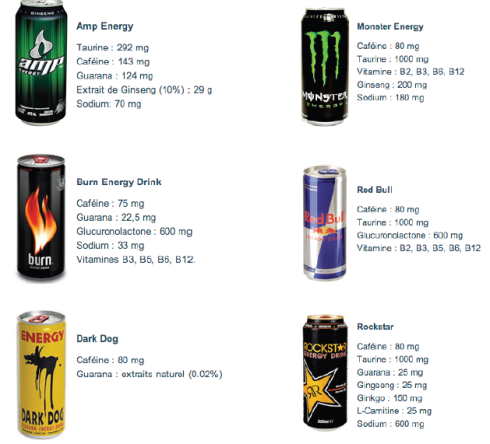 Amp Energy
Taurine : 292 mg
Caféine : 143 mg
Guarana : 124 mg
Extrait de Ginseng (10%) : 29 g
Sodium: 70 mg
GINSENG
amp
ENERGY
Monster Energy
Caféine : 80 mg
Taurine : 1000 mg
Vitamine : B2, B3, B6, B12
Ginseng : 200 mg
Sodium : 180 mg
MONSTER
ENERGY
Burn Energy Drink
Caféine : 75 mg
Guarana : 22,5 mg
Glucuronolactone : 600 mg
Sodium : 33 mg
Vitamines B3, B5, B6, B12.
burn.
Red Bull
Caféine : 80 mg
Taurine : 1000 mg
Glucuronolactone : 600 mg
Vitamine : B2, B3, B5, B6, B12
Red Bull
ENERGY DRINK
Dark Dog
Caféine : 80 mg
Guarana : extraits naturel (0.02%)
ENERGY
DARK DOG
Rockstar
Caféine : 80 mg
Taurine : 1000 mg
Guarana : 25 mg
Gingseng : 25 mg
Ginkgo : 150 mg
L-Carnitine : 25 mg
Sodium : 600 mg
ROCKSTAR
ENERGY DRINK